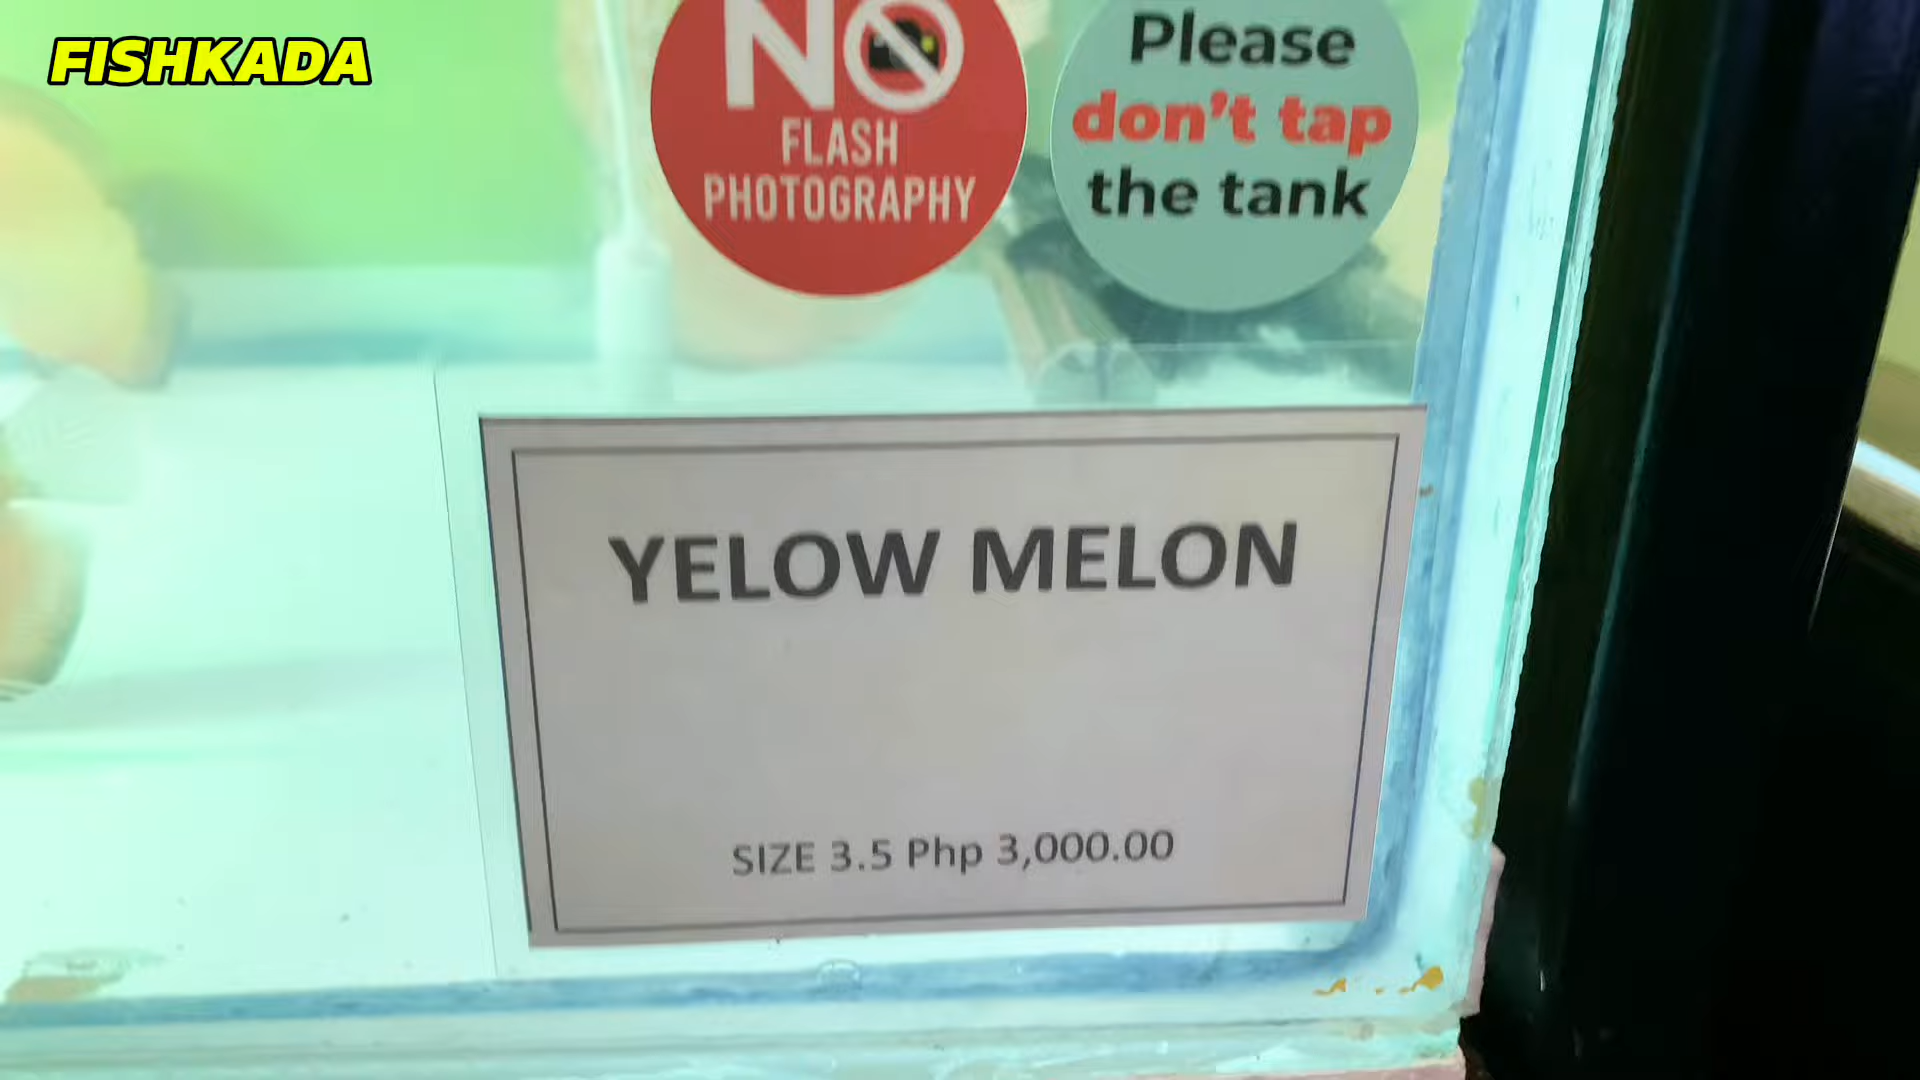 FISHKADA
NO
FLASH
PHOTOGRAPHY
Please
don't tap
the tank
YELOW MELON
SIZE 3.5 Php 3,000.00